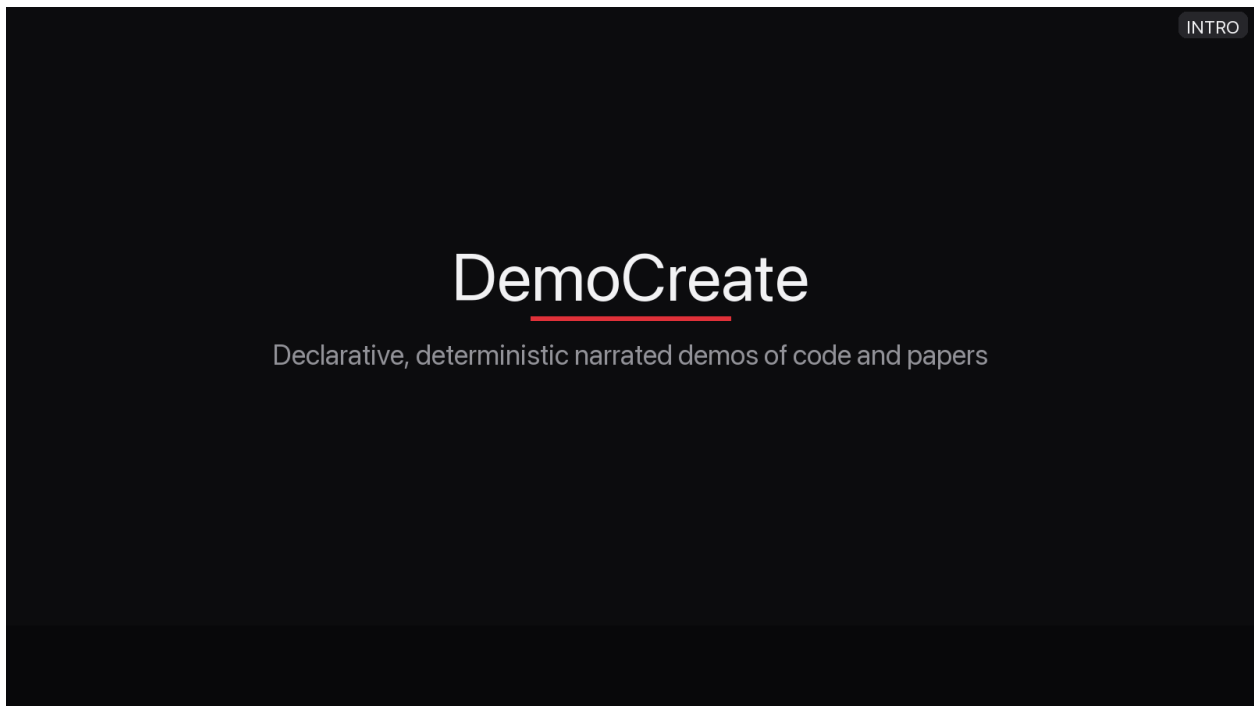 INTRO
DemoCreate
Declarative, deterministic narrated demos of code and papers